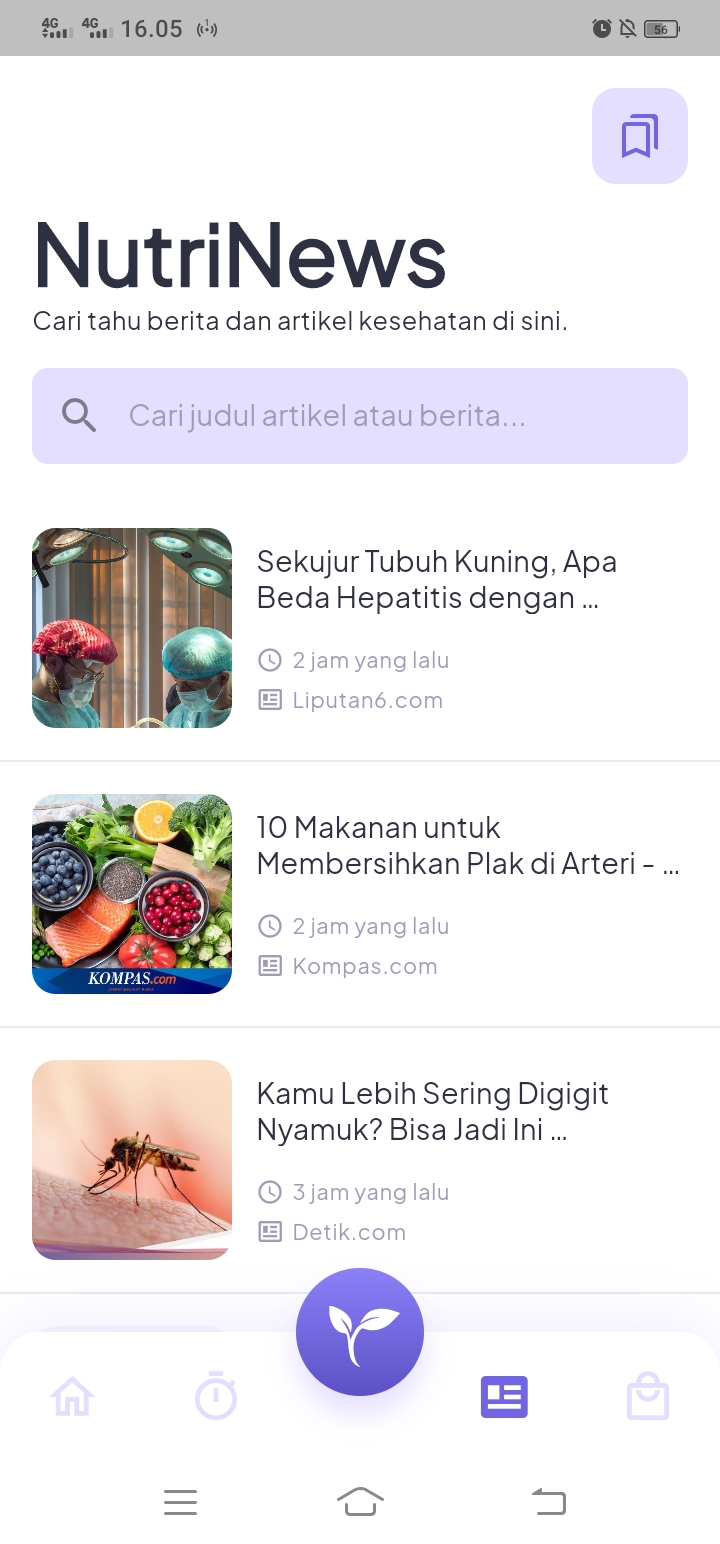 4G 4G 16.05 1 56
NutriNews
Cari tahu berita dan artikel kesehatan di sini.
Cari judul artikel atau berita...
Sekujur Tubuh Kuning, Apa
Beda Hepatitis dengan ...
2 jam yang lalu
Liputan6.com
10 Makanan untuk
Membersihkan Plak di Arteri - ...
2 jam yang lalu
Kompas.com
KOMPAS.com
Kamu Lebih Sering Digigit
Nyamuk? Bisa Jadi Ini ...
3 jam yang lalu
Detik.com